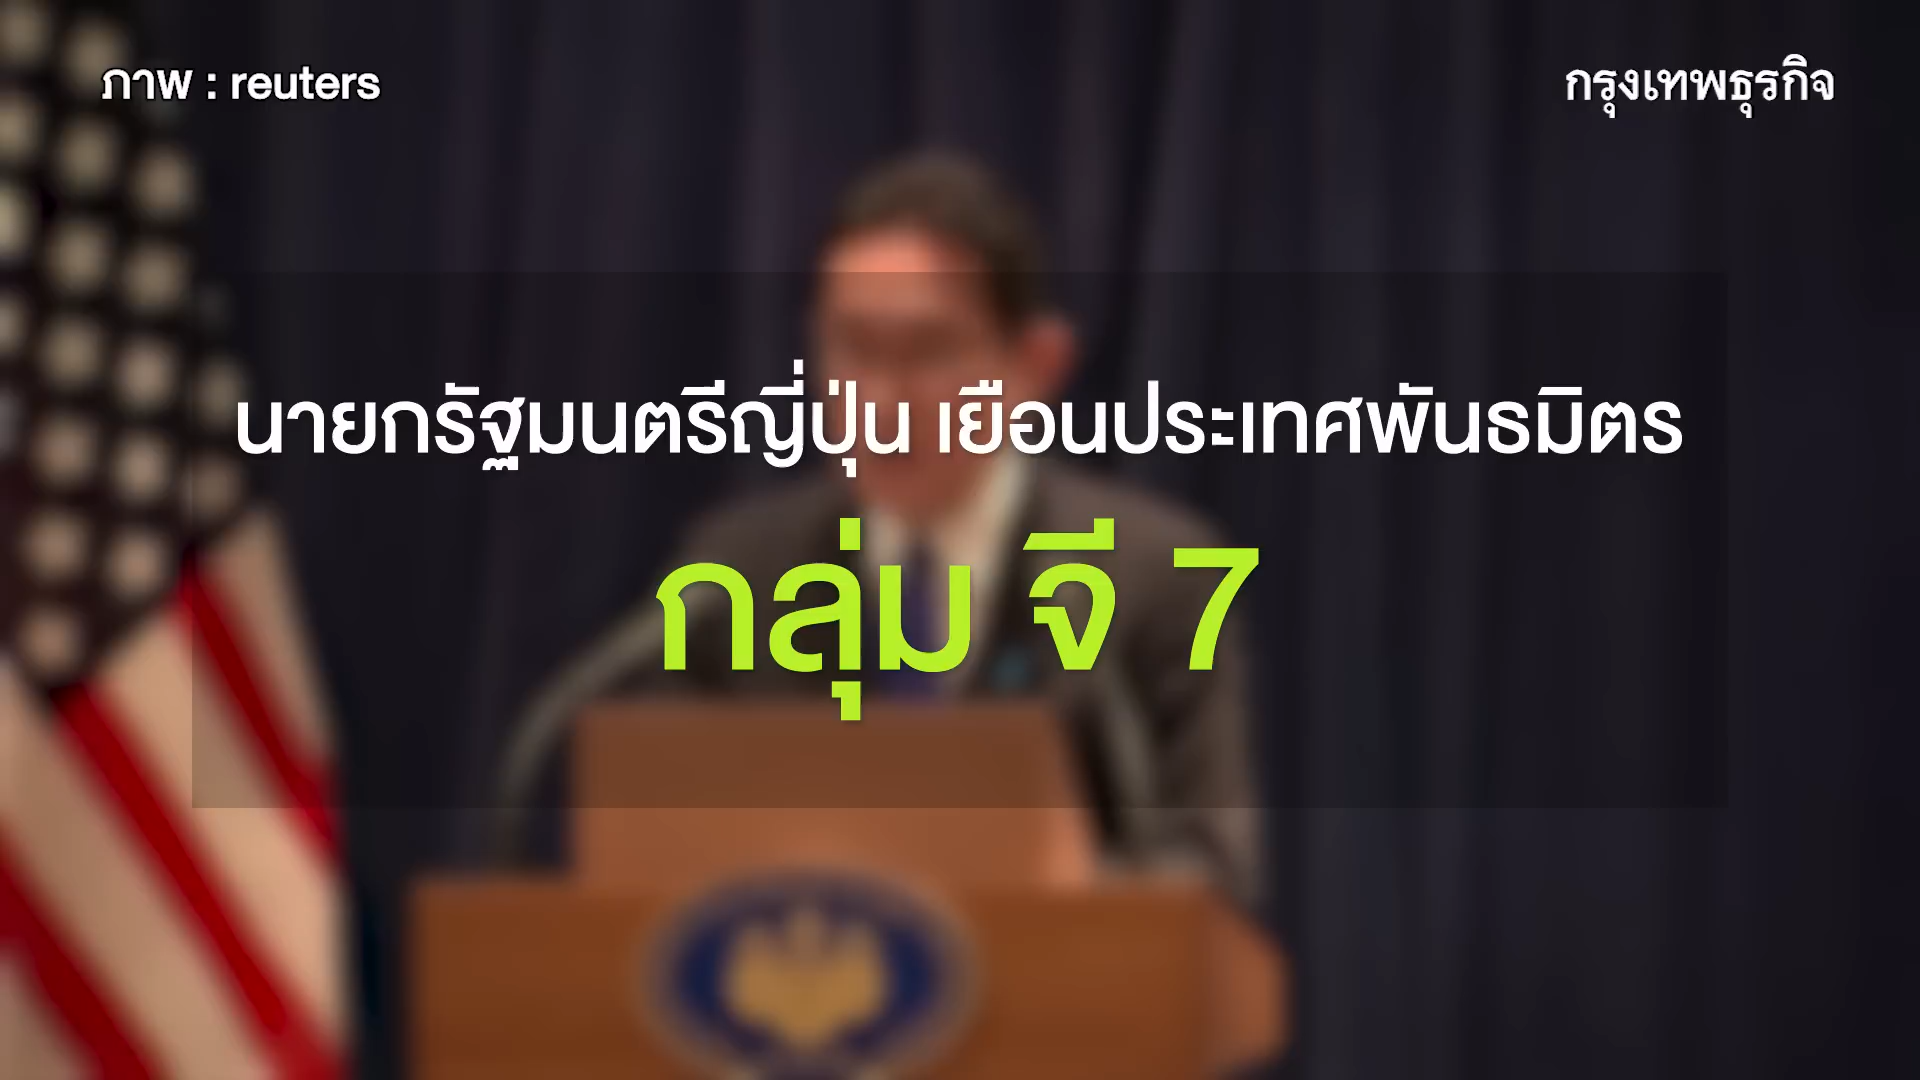 ภาพ : reuters
กรุงเทพธุรกิจ
นายกรัฐมนตรีญี่ปุ่น เยือนประเทศพันธมิตร
กลุ่ม จี 7